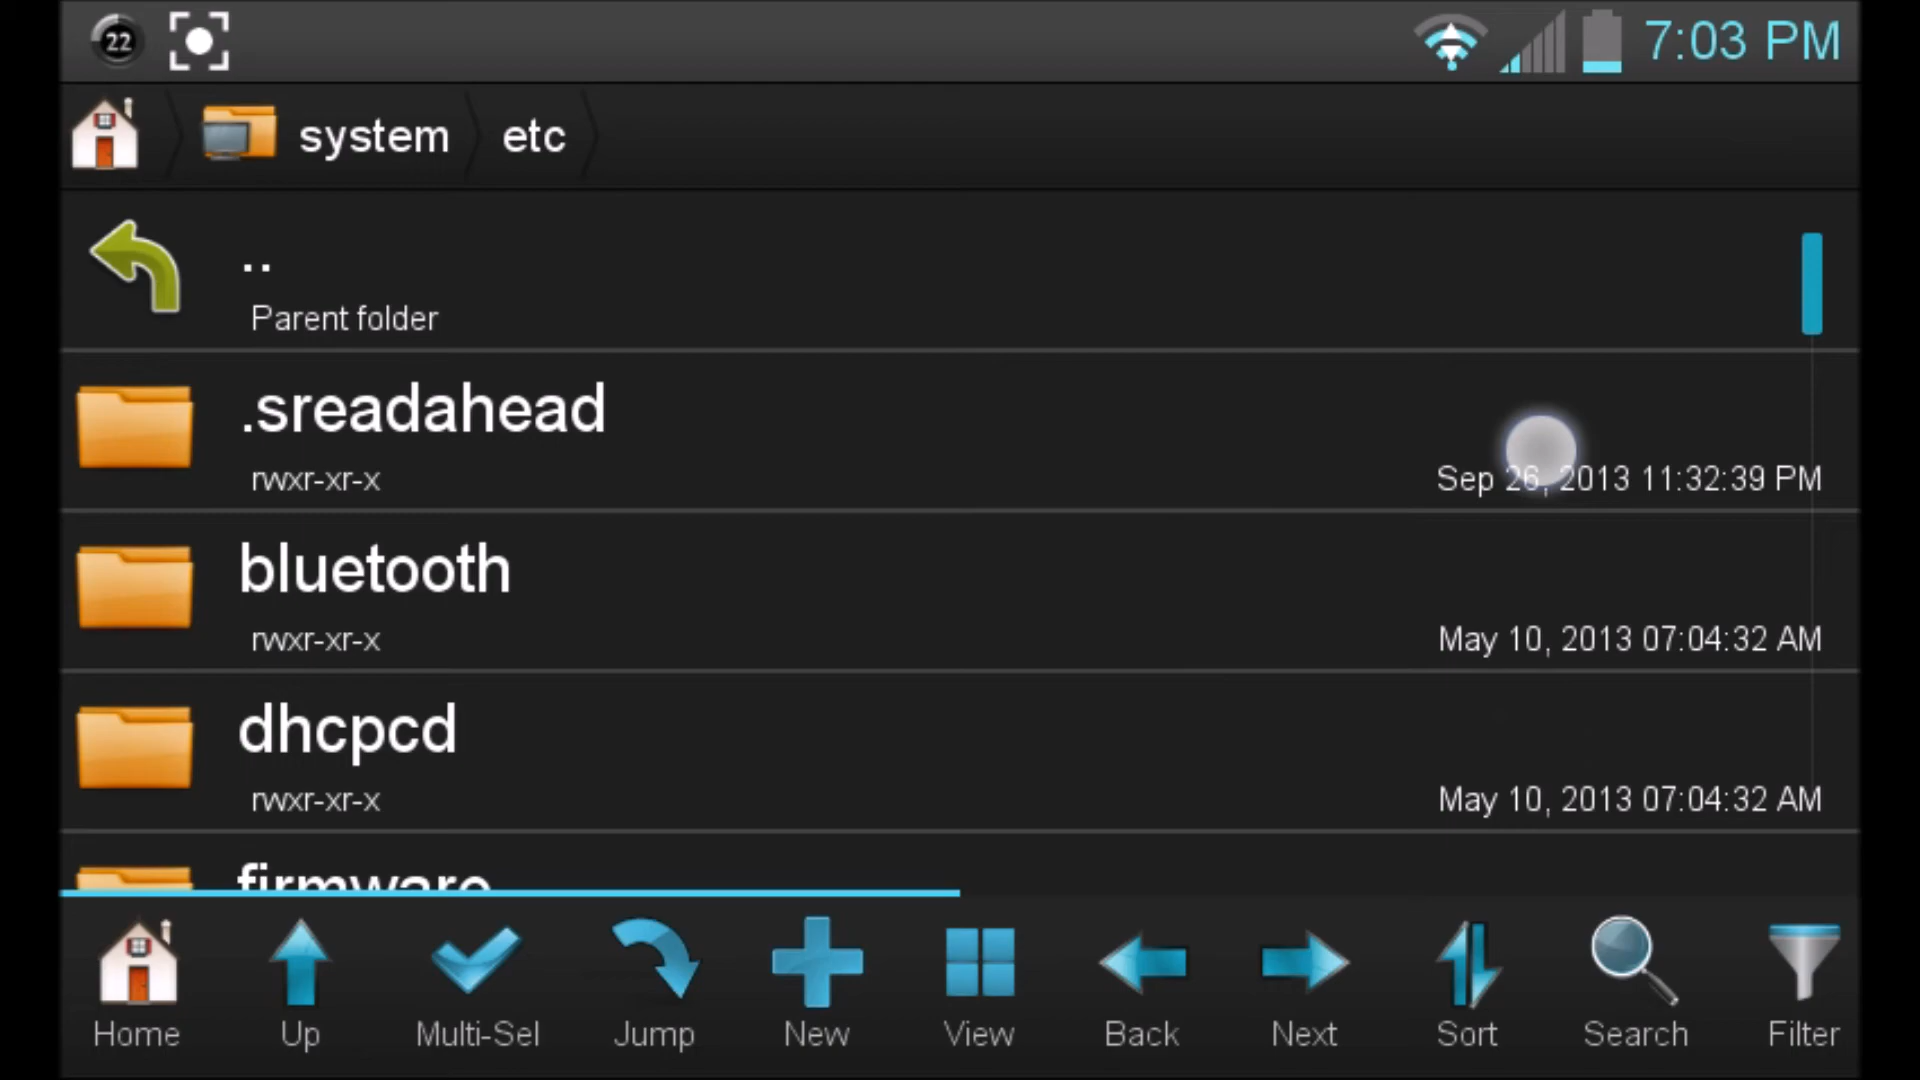 22
7:03 PM
system
etc
..
Parent folder
.sreadahead
rwxr-xr-x
Sep 26, 2013 11:32:39 PM
bluetooth
rwxr-xr-x
May 10, 2013 07:04:32 AM
dhcpcd
rwxr-xr-x
May 10, 2013 07:04:32 AM
firmware
Home
Up
Multi-Sel
Jump
New
View
Back
Next
Sort
Search
Filter